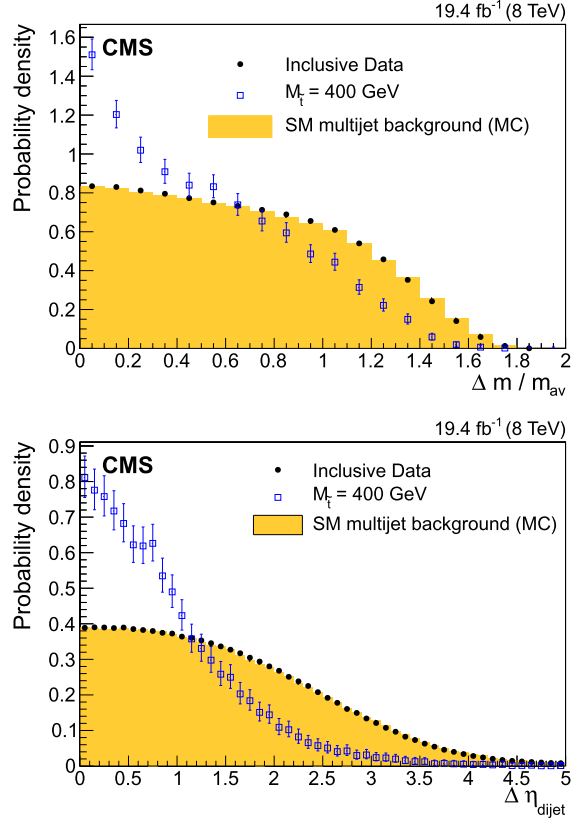 19.4 fb⁻¹ (8 TeV)
Probability density
1.6
1.4
1.2
1
0.8
0.6
0.4
0.2
0
CMS
Inclusive Data
M_t̃ = 400 GeV
SM multijet background (MC)
0 0.2 0.4 0.6 0.8 1 1.2 1.4 1.6 1.8 2
Δ m / m_av
19.4 fb⁻¹ (8 TeV)
Probability density
0.9
0.8
0.7
0.6
0.5
0.4
0.3
0.2
0.1
0
CMS
Inclusive Data
M_t̃ = 400 GeV
SM multijet background (MC)
0 0.5 1 1.5 2 2.5 3 3.5 4 4.5 5
Δ η_dijet